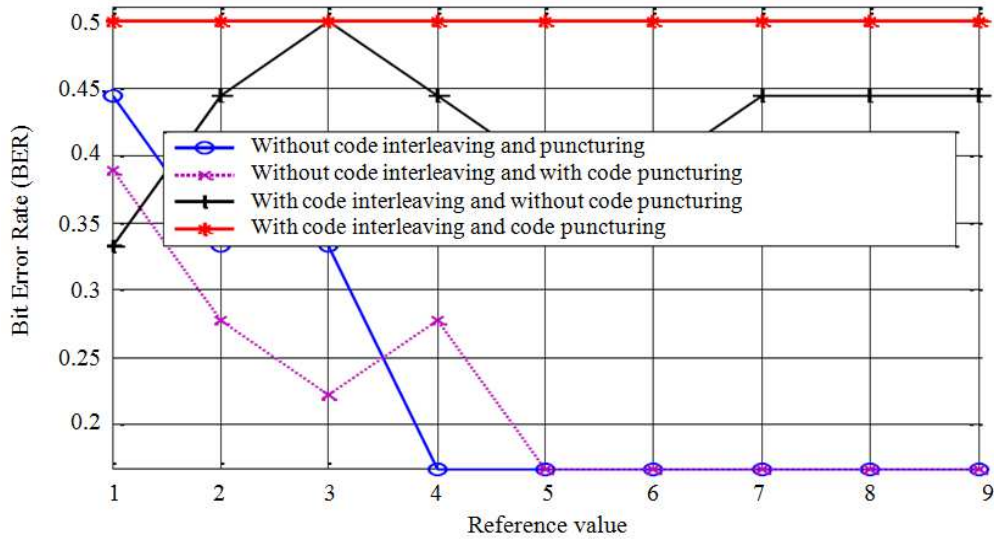 Bit Error Rate (BER)
0.5
0.45
0.4
0.35
0.3
0.25
0.2
Without code interleaving and puncturing
Without code interleaving and with code puncturing
With code interleaving and without code puncturing
With code interleaving and code puncturing
1 2 3 4 5 6 7 8 9
Reference value